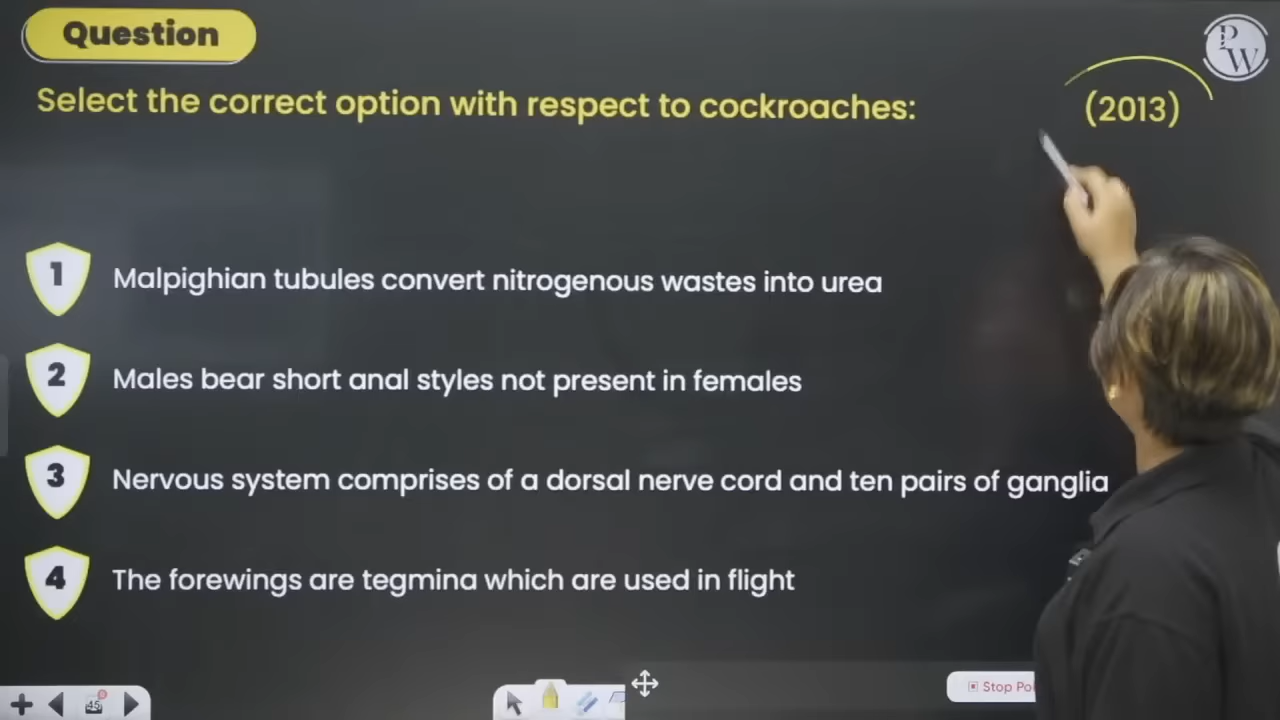 Question
PW
Select the correct option with respect to cockroaches: (2013)
1 Malpighian tubules convert nitrogenous wastes into urea
2 Males bear short anal styles not present in females
3 Nervous system comprises of a dorsal nerve cord and ten pairs of ganglia
4 The forewings are tegmina which are used in flight
45
Stop